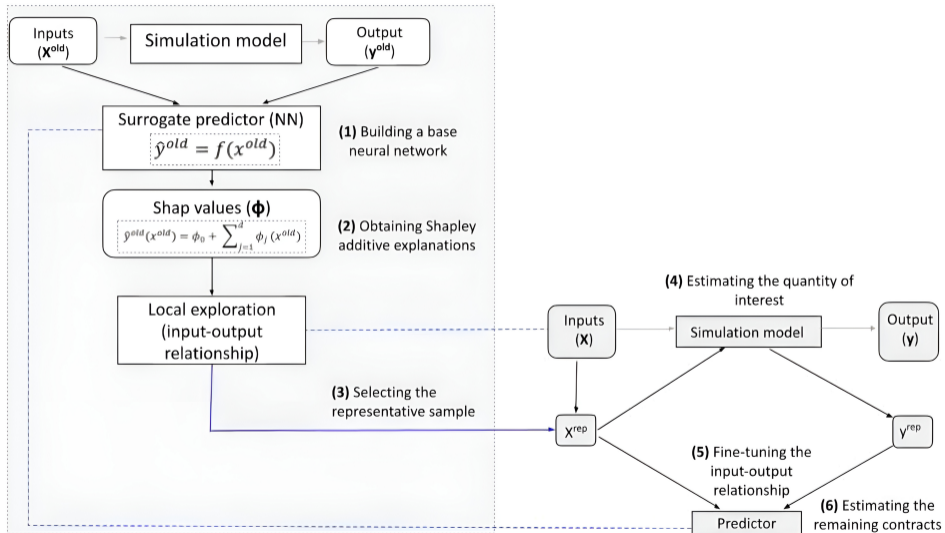 Inputs
(X^old)
Simulation model
Output
(y^old)
Surrogate predictor (NN)
ŷ^old = f(x^old)
(1) Building a base
neural network
Shap values (ϕ)
ŷ^old(x^old) = ϕ_0 + ∑_{j=1}^d ϕ_j(x^old)
(2) Obtaining Shapley
additive explanations
Local exploration
(input-output
relationship)
(3) Selecting the
representative sample
(4) Estimating the quantity of
interest
Inputs
(X)
Simulation model
Output
(y)
X^rep
y^rep
(5) Fine-tuning the
input-output
relationship
Predictor
(6) Estimating the
remaining contracts